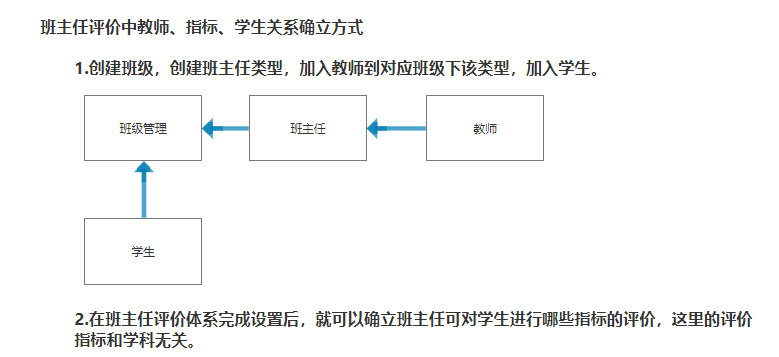 班主任评价中教师、指标、学生关系确立方式
1.创建班级，创建班主任类型，加入教师到对应班级下该类型，加入学生。
班级管理
班主任
教师
学生
2.在班主任评价体系完成设置后，就可以确立班主任可对学生进行哪些指标的评价，这里的评价
指标和学科无关。